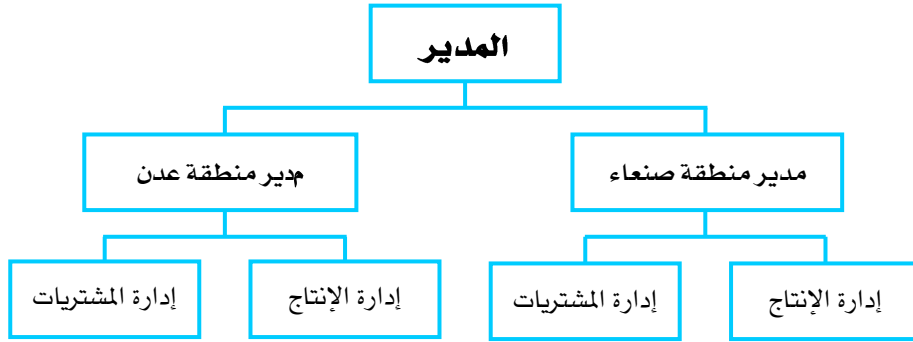 المدير
مدير منطقة صنعاء
مدير منطقة عدن
إدارة الإنتاج
إدارة المشتريات
إدارة الإنتاج
إدارة المشتريات